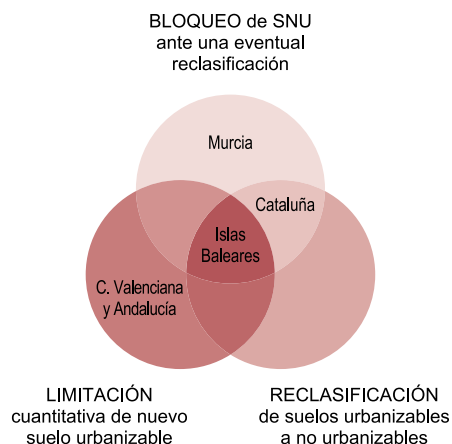 BLOQUEO de SNU
ante una eventual
reclasificación
Murcia
Cataluña
Islas
Baleares
C. Valenciana
y Andalucía
LIMITACIÓN
cuantitativa de nuevo
suelo urbanizable
RECLASIFICACIÓN
de suelos urbanizables
a no urbanizables